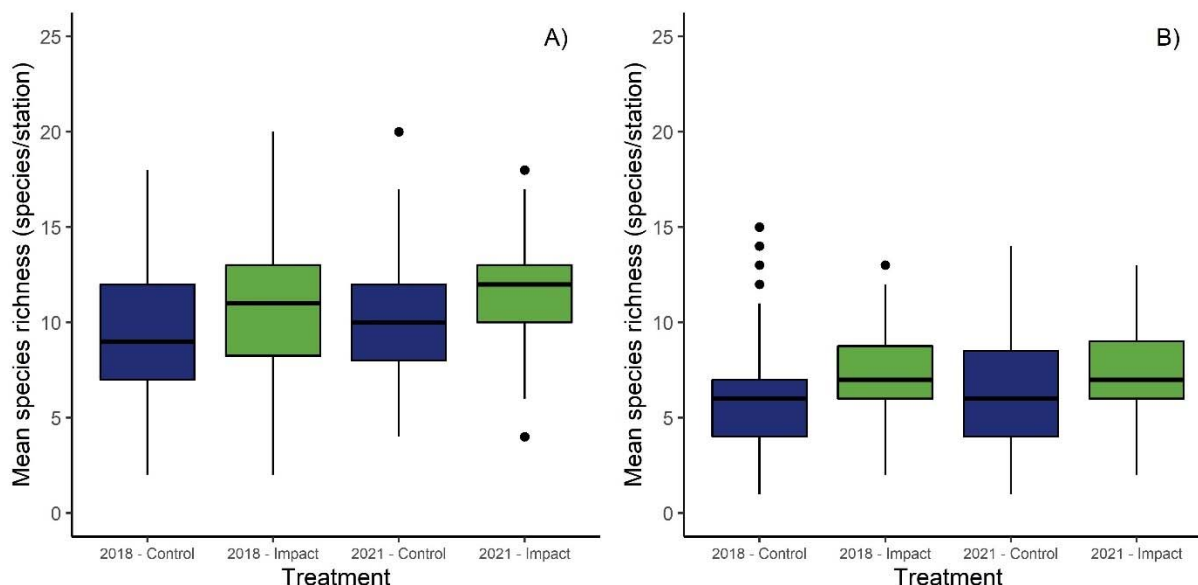 A)
Mean species richness (species/station)
25
20
15
10
5
0
2018 - Control
2018 - Impact
2021 - Control
2021 - Impact
Treatment
B)
Mean species richness (species/station)
25
20
15
10
5
0
2018 - Control
2018 - Impact
2021 - Control
2021 - Impact
Treatment